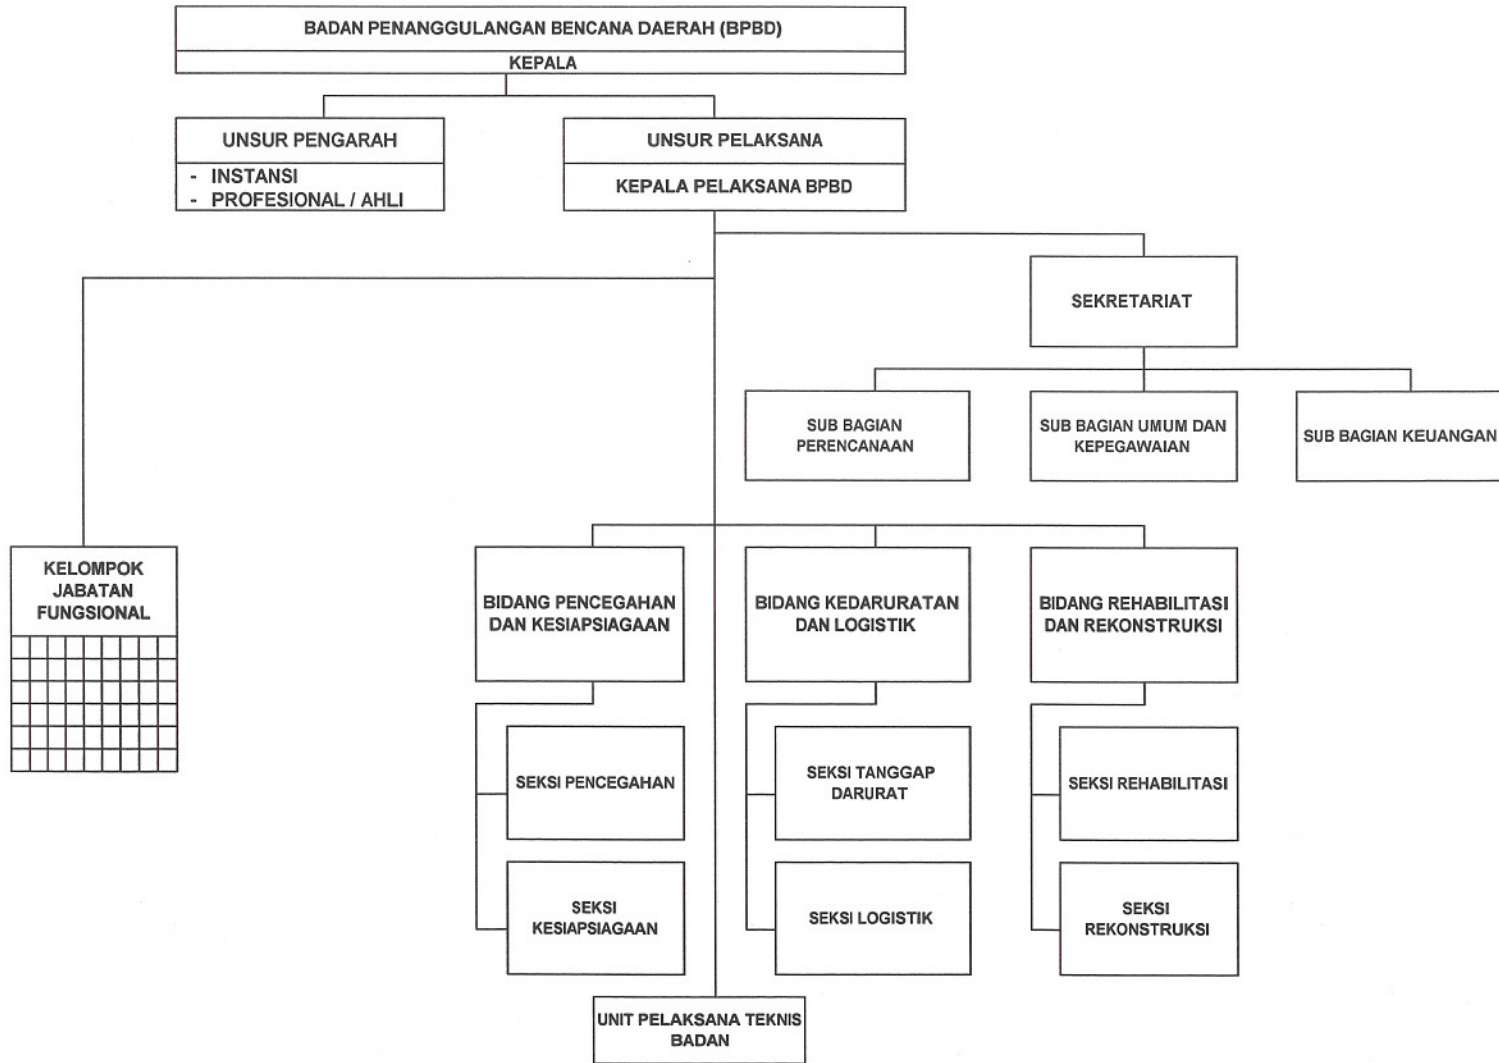 BADAN PENANGGULANGAN BENCANA DAERAH (BPBD)
KEPALA
UNSUR PENGARAH
- INSTANSI
- PROFESIONAL / AHLI
UNSUR PELAKSANA
KEPALA PELAKSANA BPBD
SEKRETARIAT
SUB BAGIAN
PERENCANAAN
SUB BAGIAN UMUM DAN
KEPEGAWAIAN
SUB BAGIAN KEUANGAN
KELOMPOK
JABATAN
FUNGSIONAL
BIDANG PENCEGAHAN
DAN KESIAPSIAGAAN
BIDANG KEDARURATAN
DAN LOGISTIK
BIDANG REHABILITASI
DAN REKONSTRUKSI
SEKSI PENCEGAHAN
SEKSI TANGGAP
DARURAT
SEKSI REHABILITASI
SEKSI
KESIAPSIAGAAN
SEKSI LOGISTIK
SEKSI
REKONSTRUKSI
UNIT PELAKSANA TEKNIS
BADAN